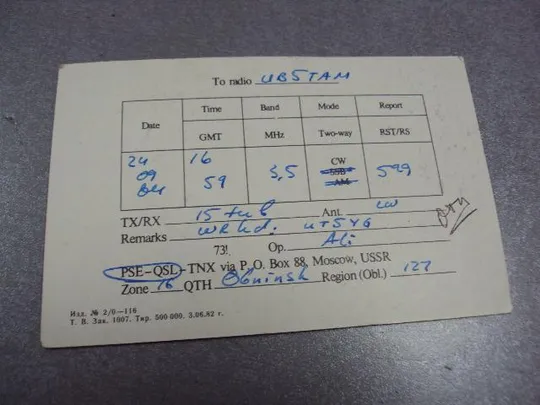 To radio UB5TAM
Date Time Band Mode Report
GMT MHz Two-way RST/RS
24 16 CW
09 59 3,5 SSB 599
84 AM
TX/RX 15 tub Ant. LW
Remarks wkd. UT5YG
73! Op. Ali
PSE-QSL-TNX via P. O. Box 88, Moscow, USSR
Zone 16 QTH Obninsk Region (Obl.) 127
Изд. № 2/0—116
Т. В. Зак. 1007. Тир. 500 000. 3.06.82 г.